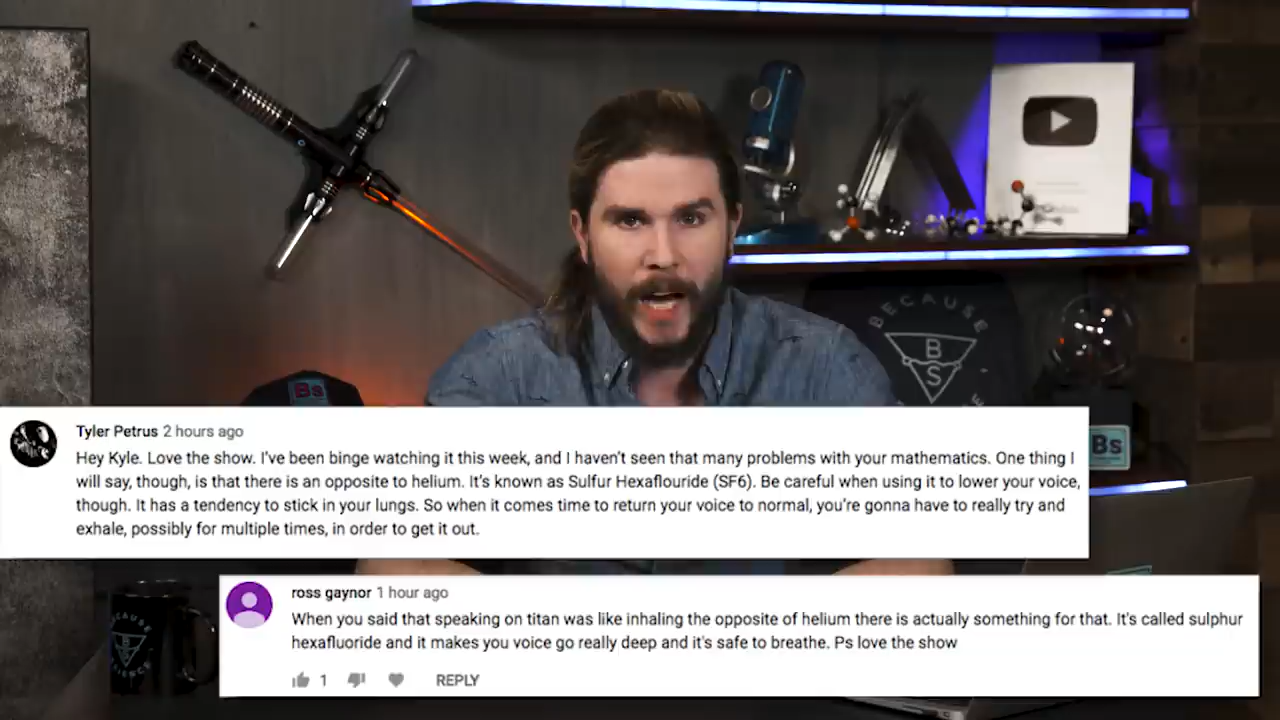 BECAUSE
B
S
Bs
Tyler Petrus 2 hours ago
Hey Kyle. Love the show. I've been binge watching it this week, and I haven't seen that many problems with your mathematics. One thing I
will say, though, is that there is an opposite to helium. It's known as Sulfur Hexaflouride (SF6). Be careful when using it to lower your voice,
though. It has a tendency to stick in your lungs. So when it comes time to return your voice to normal, you're gonna have to really try and
exhale, possibly for multiple times, in order to get it out.
Bs
ross gaynor 1 hour ago
When you said that speaking on titan was like inhaling the opposite of helium there is actually something for that. It's called sulphur
hexafluoride and it makes you voice go really deep and it's safe to breathe. Ps love the show
1 REPLY